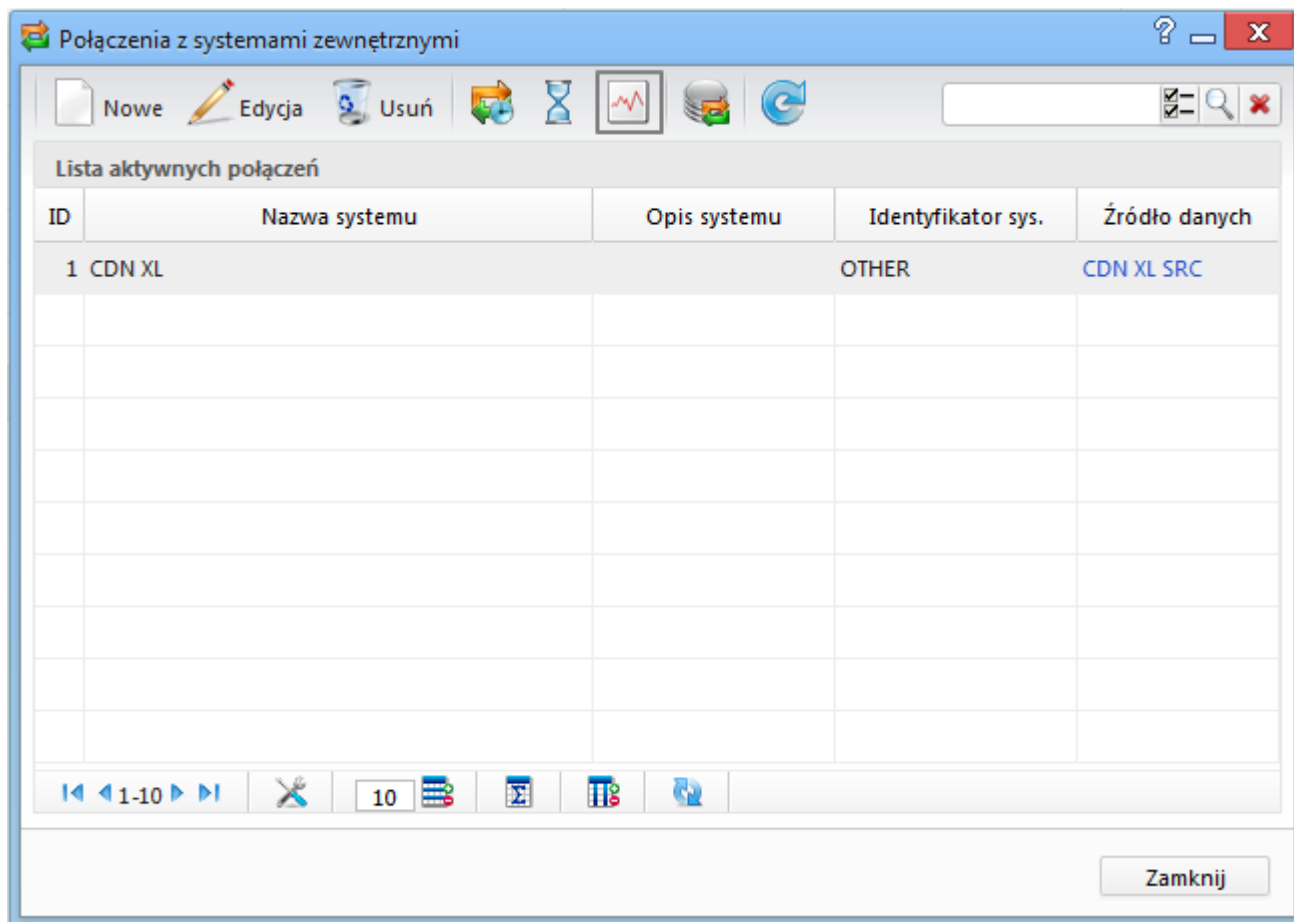 Połączenia z systemami zewnętrznymi
Nowe Edycja Usuń
Lista aktywnych połączeń
ID Nazwa systemu Opis systemu Identyfikator sys. Źródło danych
1 CDN XL OTHER CDN XL SRC
1-10 10
Zamknij